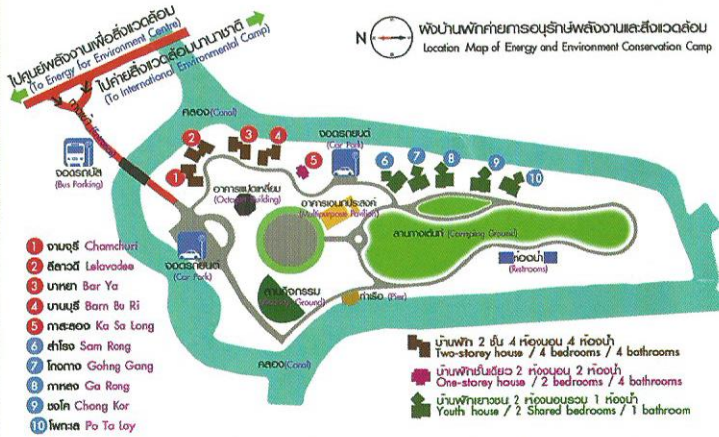 ไปศูนย์พลังงานเพื่อสิ่งแวดล้อม
(To Energy for Environment Centre)
ไปค่ายสิ่งแวดล้อมนานาชาติ
(To International Environmental Camp)
N
ผังบ้านพักค่ายการอนุรักษ์พลังงานและสิ่งแวดล้อม
Location Map of Energy and Environment Conservation Camp
คลอง (Canal)
จอดรถบัส
(Bus Parking)
จอดรถยนต์
(Car Park)
1
2
3
4
5
6
7
8
9
10
อาคารแปดเหลี่ยม
(Octagon Building)
อาคารเอนกประสงค์
(Multipurpose Pavilion)
ลานกางเต็นท์ (Camping Ground)
ห้องน้ำ
(Restrooms)
จอดรถยนต์
(Car Park)
ลานกิจกรรม
ท่าเรือ (Pier)
คลอง (Canal)
1 จามจุรี Chamchuri
2 ลีลาวดี Lelavadee
3 บาหยา Bar Ya
4 บานบุรี Barn Bu Ri
5 กาสะลอง Ka Sa Long
6 สำโรง Sam Rong
7 โกงกาง Gohng Gang
8 กาหลง Ga Rong
9 ชงโค Chong Kor
10 โพทะเล Po Ta Lay
บ้านพัก 2 ชั้น 4 ห้องนอน 4 ห้องน้ำ
Two-storey house / 4 bedrooms / 4 bathrooms
บ้านพักชั้นเดียว 2 ห้องนอน 2 ห้องน้ำ
One-storey house / 2 bedrooms / 4 bathrooms
บ้านพักเยาวชน 2 ห้องนอนรวม 1 ห้องน้ำ
Youth house / 2 Shared bedrooms / 1 bathroom